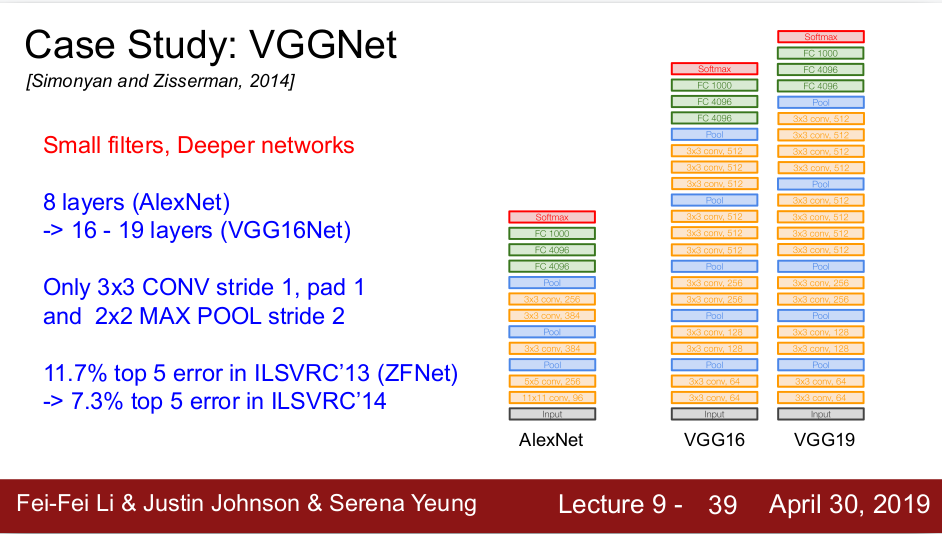 Case Study: VGGNet
[Simonyan and Zisserman, 2014]
Small filters, Deeper networks
8 layers (AlexNet)
-> 16 - 19 layers (VGG16Net)
Only 3x3 CONV stride 1, pad 1
and 2x2 MAX POOL stride 2
11.7% top 5 error in ILSVRC’13 (ZFNet)
-> 7.3% top 5 error in ILSVRC’14
Softmax
FC 1000
FC 4096
FC 4096
Pool
3x3 conv, 256
3x3 conv, 384
Pool
3x3 conv, 384
Pool
5x5 conv, 256
11x11 conv, 96
Input
AlexNet
Softmax
FC 1000
FC 4096
FC 4096
Pool
3x3 conv, 512
3x3 conv, 512
3x3 conv, 512
Pool
3x3 conv, 512
3x3 conv, 512
3x3 conv, 512
Pool
3x3 conv, 256
3x3 conv, 256
Pool
3x3 conv, 128
3x3 conv, 128
Pool
3x3 conv, 64
3x3 conv, 64
Input
VGG16
Softmax
FC 1000
FC 4096
FC 4096
Pool
3x3 conv, 512
3x3 conv, 512
3x3 conv, 512
3x3 conv, 512
Pool
3x3 conv, 512
3x3 conv, 512
3x3 conv, 512
3x3 conv, 512
Pool
3x3 conv, 256
3x3 conv, 256
Pool
3x3 conv, 128
3x3 conv, 128
Pool
3x3 conv, 64
3x3 conv, 64
Input
VGG19
Fei-Fei Li & Justin Johnson & Serena Yeung
Lecture 9 - 39
April 30, 2019